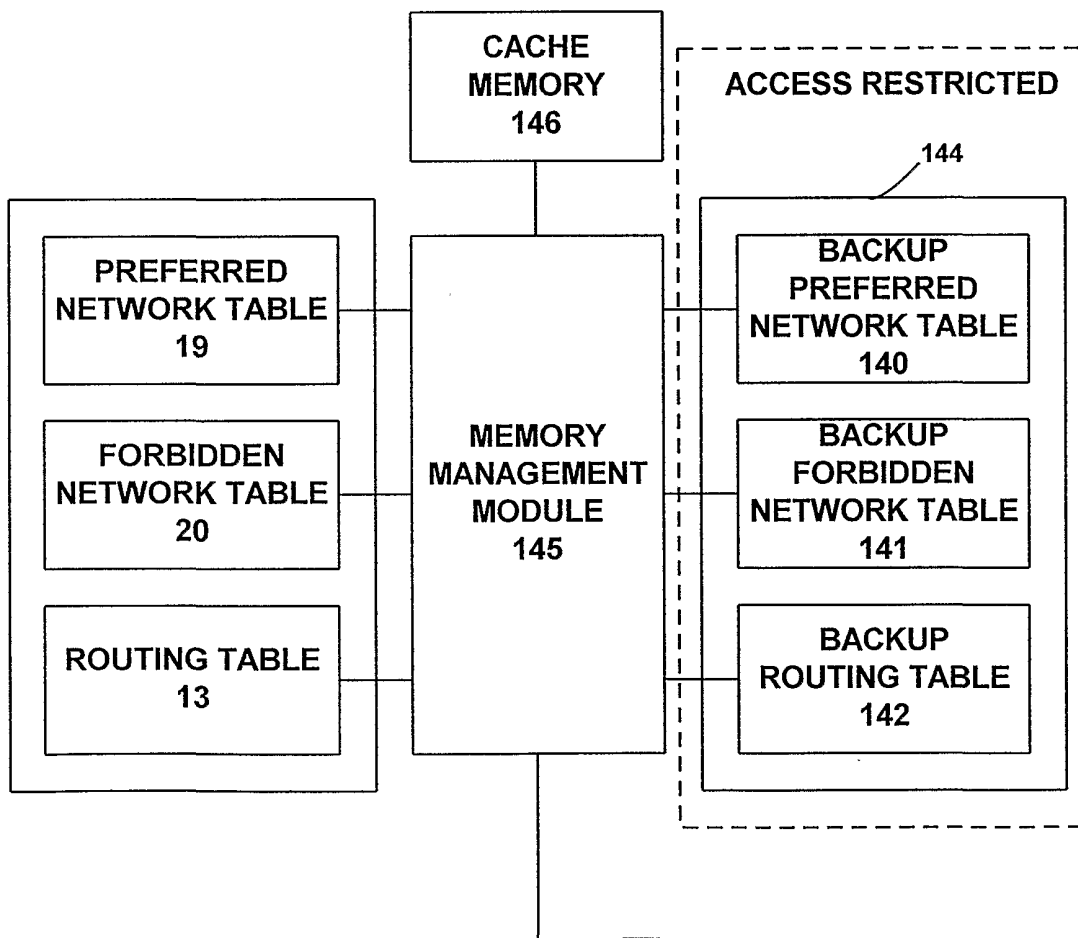 CACHE
MEMORY
146
ACCESS RESTRICTED
144
PREFERRED
NETWORK TABLE
19
FORBIDDEN
NETWORK TABLE
20
ROUTING TABLE
13
MEMORY
MANAGEMENT
MODULE
145
BACKUP
PREFERRED
NETWORK TABLE
140
BACKUP
FORBIDDEN
NETWORK TABLE
141
BACKUP
ROUTING TABLE
142